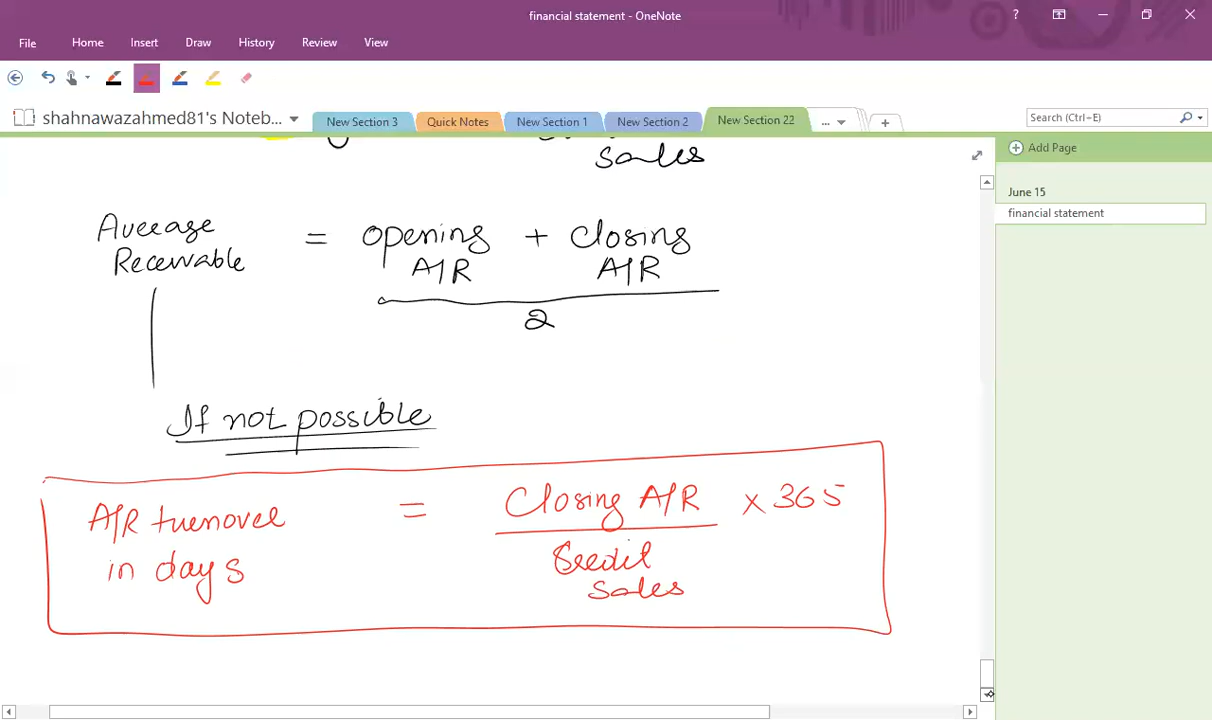 financial statement - OneNote
?
File Home Insert Draw History Review View
shahnawazahmed81's Noteb... New Section 3 Quick Notes New Section 1 New Section 2 New Section 22 ... + Search (Ctrl+E)
Add Page
June 15
financial statement
sales
Average = opening + closing
Receivable A/R A/R
2
If not possible
A/R turnover = Closing A/R × 365
in days Credit
sales